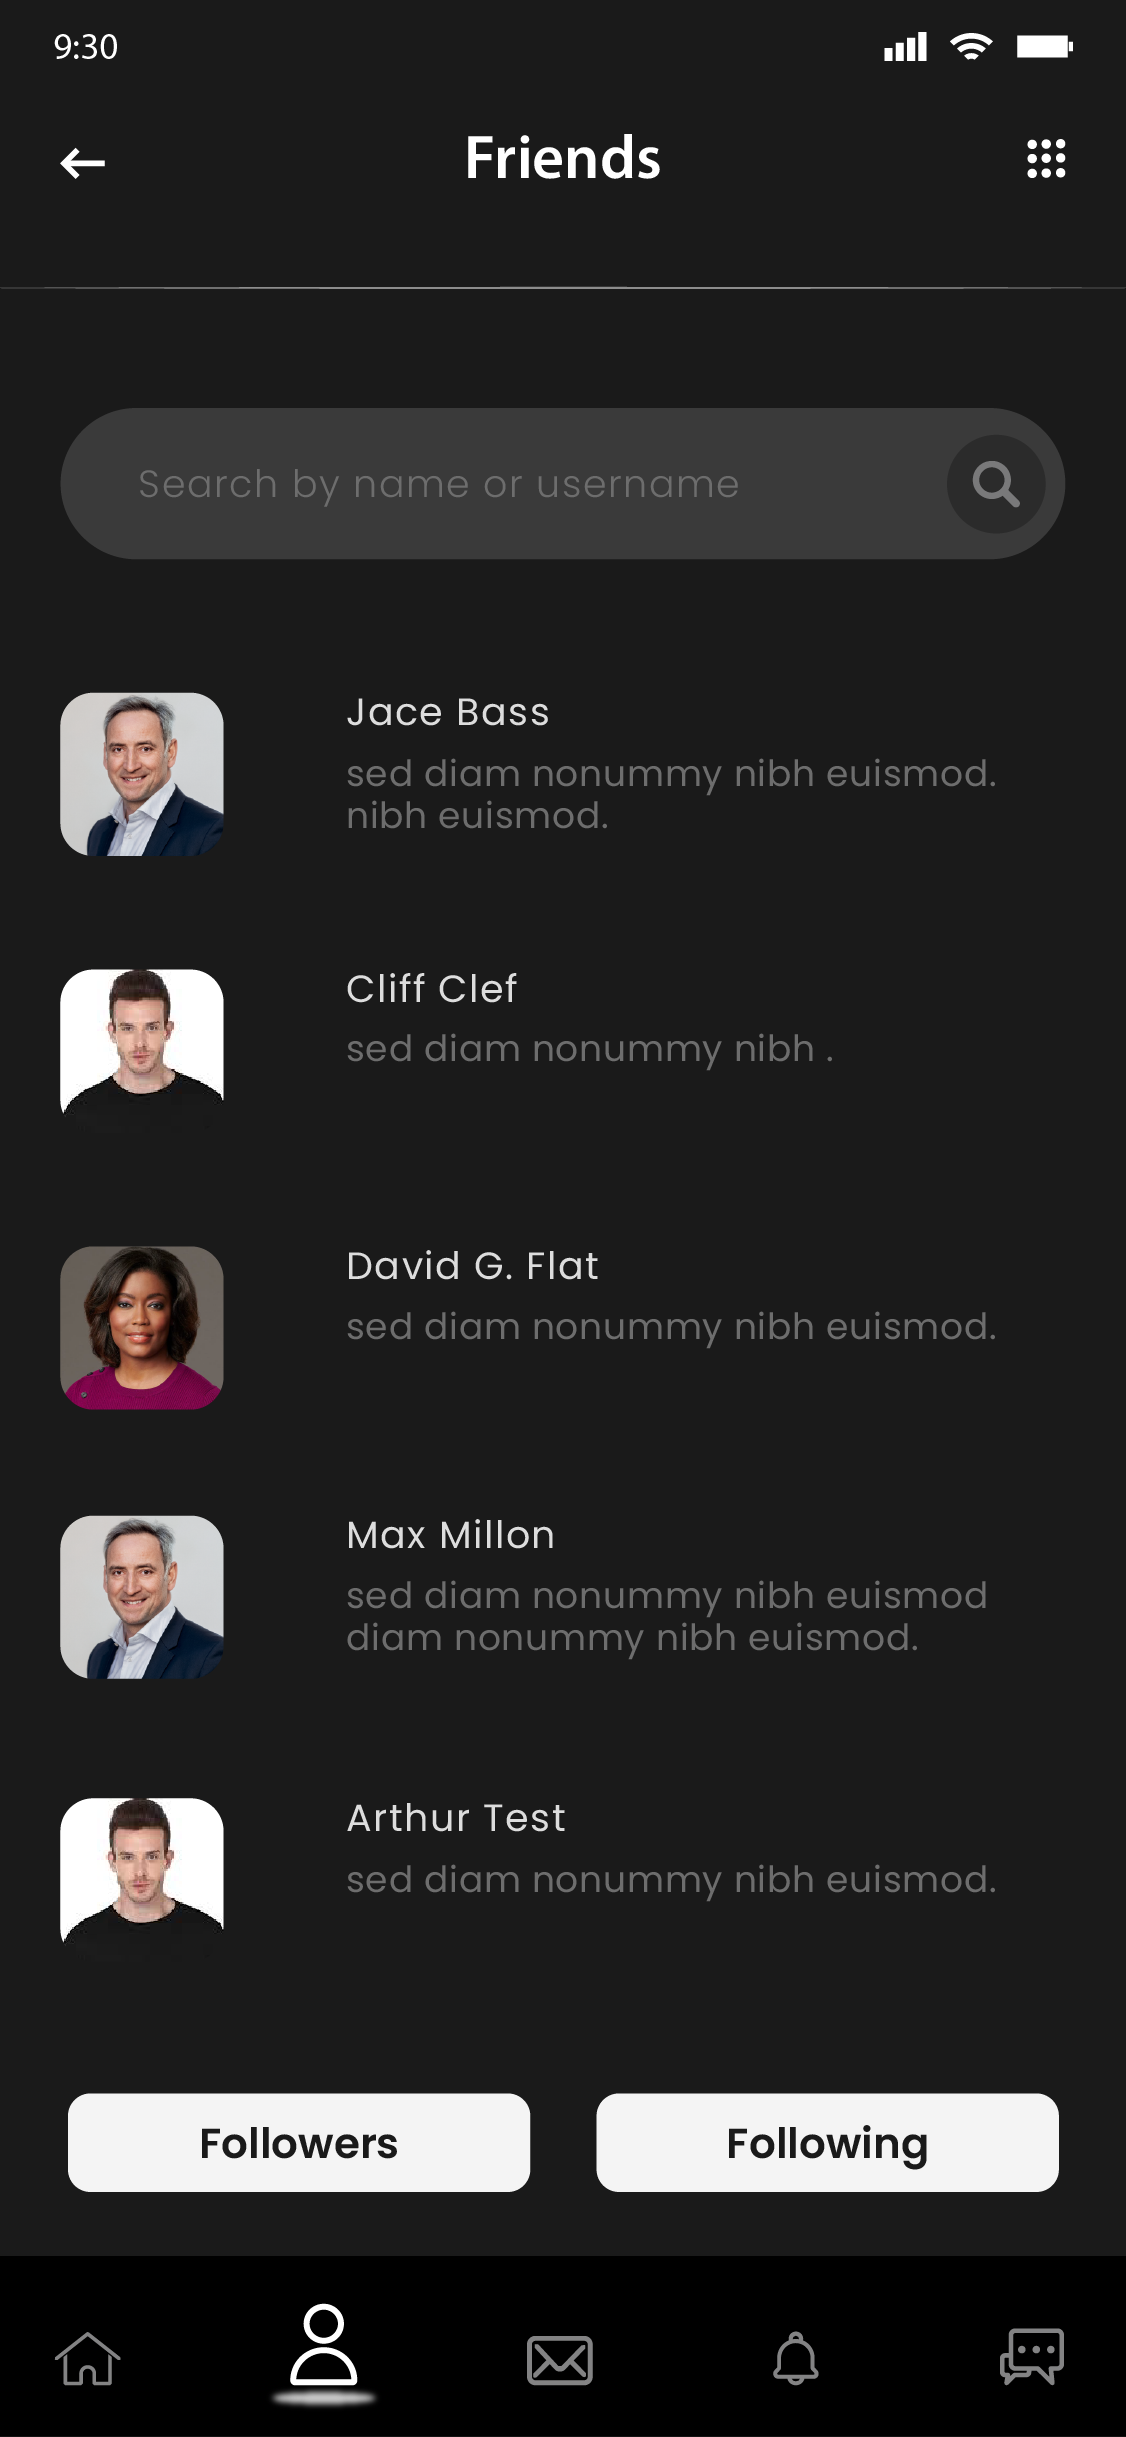 9:30
Friends
Search by name or username
Jace Bass
sed diam nonummy nibh euismod.
nibh euismod.
Cliff Clef
sed diam nonummy nibh .
David G. Flat
sed diam nonummy nibh euismod.
Max Millon
sed diam nonummy nibh euismod
diam nonummy nibh euismod.
Arthur Test
sed diam nonummy nibh euismod.
Followers
Following